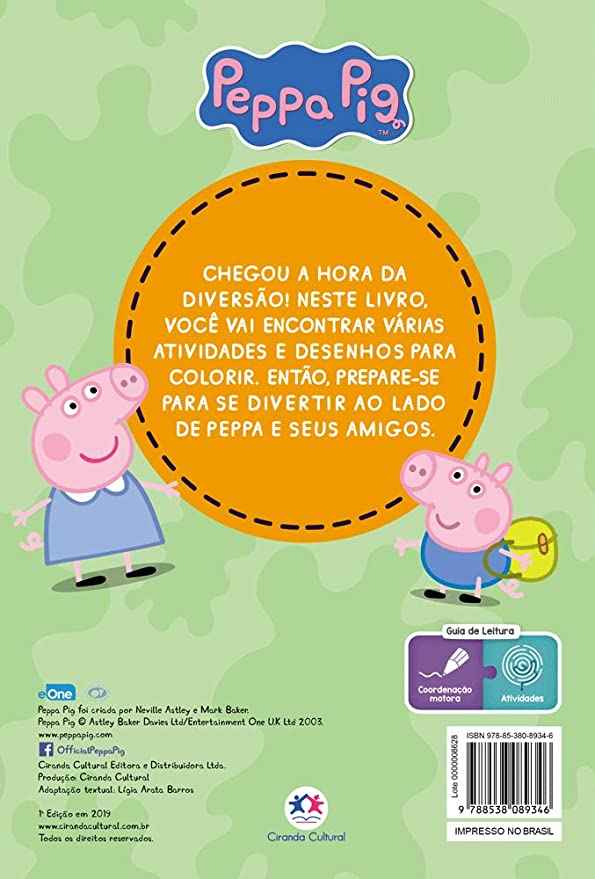 Peppa Pig
TM
CHEGOU A HORA DA
DIVERSÃO! NESTE LIVRO,
VOCÊ VAI ENCONTRAR VÁRIAS
ATIVIDADES E DESENHOS PARA
COLORIR. ENTÃO, PREPARE-SE
PARA SE DIVERTIR AO LADO
DE PEPPA E SEUS AMIGOS.
Guia de Leitura
Coordenação
motora
Atividades
eOne
Peppa Pig foi criada por Neville Astley e Mark Baker.
Peppa Pig © Astley Baker Davies Ltd/Entertainment One U.K Ltd 2003.
www.peppapig.com
OfficialPeppaPig
Ciranda Cultural Editora e Distribuidora Ltda.
Produção: Ciranda Cultural
Adaptação textual: Lígia Arata Barros
1ª Edição em 2019
www.cirandacultural.com.br
Todos os direitos reservados.
Ciranda Cultural
Lote 0000008628
ISBN 978-85-380-8934-6
9 788538 089346
IMPRESSO NO BRASIL